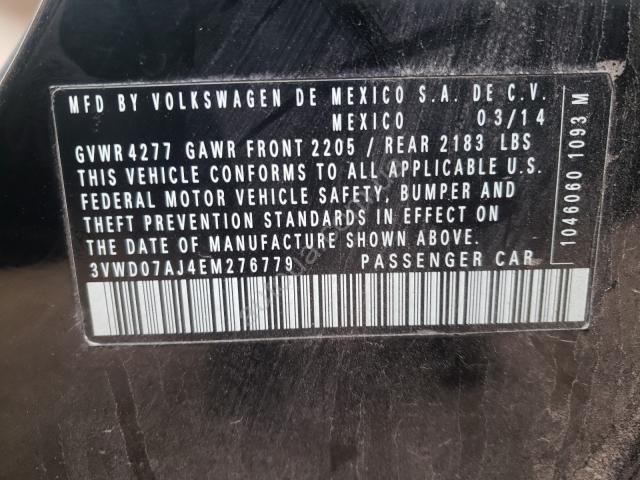 MFD BY VOLKSWAGEN DE MEXICO S.A. DE C.V.
MEXICO 03/14
GVWR 4277 GAWR FRONT 2205 / REAR 2183 LBS
THIS VEHICLE CONFORMS TO ALL APPLICABLE U.S.
FEDERAL MOTOR VEHICLE SAFETY, BUMPER AND
THEFT PREVENTION STANDARDS IN EFFECT ON
THE DATE OF MANUFACTURE SHOWN ABOVE.
3VWD07AJ4EM276779 PASSENGER CAR
1046060 1093 M